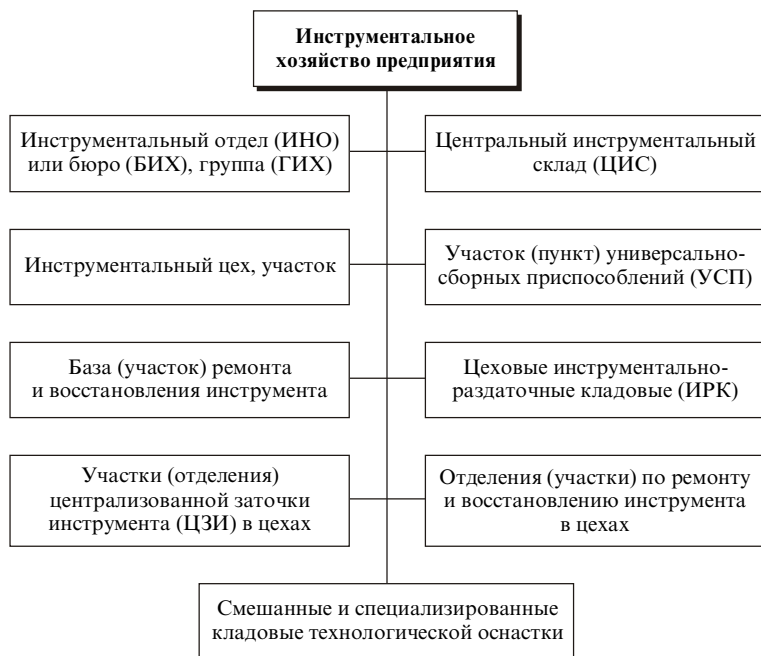 Инструментальное
хозяйство предприятия
Инструментальный отдел (ИНО)
или бюро (БИХ), группа (ГИХ)
Центральный инструментальный
склад (ЦИС)
Инструментальный цех, участок
Участок (пункт) универсально-
сборных приспособлений (УСП)
База (участок) ремонта
и восстановления инструмента
Цеховые инструментально-
раздаточные кладовые (ИРК)
Участки (отделения)
централизованной заточки
инструмента (ЦЗИ) в цехах
Отделения (участки) по ремонту
и восстановлению инструмента
в цехах
Смешанные и специализированные
кладовые технологической оснастки